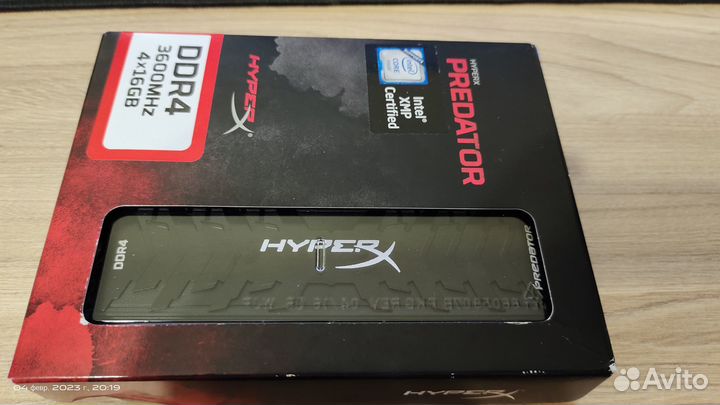 DDR4
3600MHz
4x16GB
HYPERX
intel
CORE
Intel®
XMP
Certified
HYPERX
PREDATOR
DDR4
HYPERX
PREDATOR
HYPERX
04 февр. 2023 г. 20:19
Avito